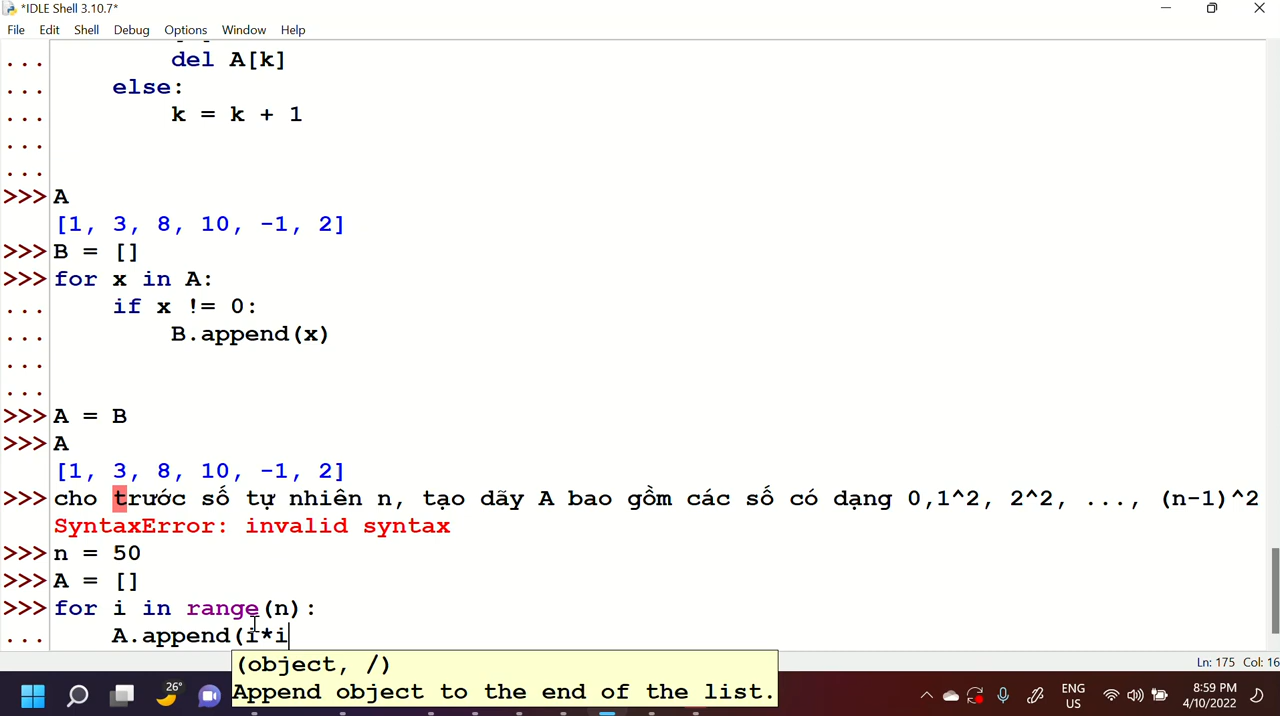 *IDLE Shell 3.10.7*
File Edit Shell Debug Options Window Help
... del A[k]
... else:
... k = k + 1
...
...
>>> A
[1, 3, 8, 10, -1, 2]
>>> B = []
>>> for x in A:
... if x != 0:
... B.append(x)
...
...
>>> A = B
>>> A
[1, 3, 8, 10, -1, 2]
>>> cho trước số tự nhiên n, tạo dãy A bao gồm các số có dạng 0,1^2, 2^2, ..., (n-1)^2
SyntaxError: invalid syntax
>>> n = 50
>>> A = []
>>> for i in range(n):
... A.append(i*i
(object, /)
Append object to the end of the list.
Ln: 175 Col: 16
26°
ENG
US
8:59 PM
4/10/2022